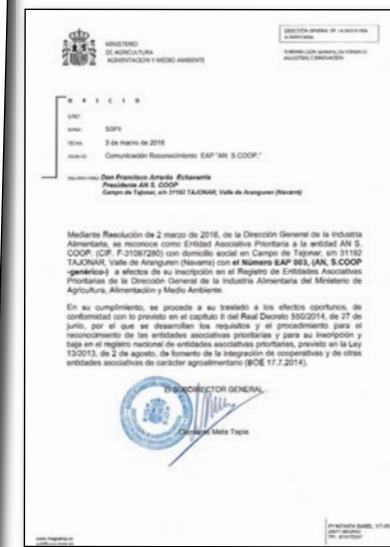 MINISTERIO
DE AGRICULTURA
ALIMENTACIÓN Y MEDIO AMBIENTE
DIRECCIÓN GENERAL DE LA INDUSTRIA
ALIMENTARIA
O F I C I O
S/REF.
N/REF. SGFII
FECHA 3 de marzo de 2016
ASUNTO Comunicación Reconocimiento EAP "AN S.COOP."
Don Francisco Arrarás Echaverría
Presidente AN S. COOP
Campo de Tajonar, s/n 31192 TAJONAR, Valle de Aranguren (Navarra)
Mediante Resolución de 2 marzo de 2016, de la Dirección General de la Industria
Alimentaria, se reconoce como Entidad Asociativa Prioritaria a la entidad AN S.
COOP. (CIF. F-31097280) con domicilio social en Campo de Tajonar, s/n 31192
TAJONAR, Valle de Aranguren (Navarra) con el Número EAP 003, (AN, S.COOP
-genérico-) a efectos de su inscripción en el Registro de Entidades Asociativas
Prioritarias de la Dirección General de la Industria Alimentaria del Ministerio de
Agricultura, Alimentación y Medio Ambiente.
En su cumplimiento, se procede a su traslado a los efectos oportunos, de
conformidad con lo previsto en el capítulo II del Real Decreto 550/2014, de 27 de
junio, por el que se desarrollan los requisitos y el procedimiento para el
reconocimiento de las entidades asociativas prioritarias y para su inscripción y
baja en el registro nacional de entidades asociativas prioritarias, previsto en la Ley
13/2013, de 2 de agosto, de fomento de la integración de cooperativas y de otras
entidades asociativas de carácter agroalimentario (BOE 17.7.2014).
EL SUBDIRECTOR GENERAL
Mata Tapia